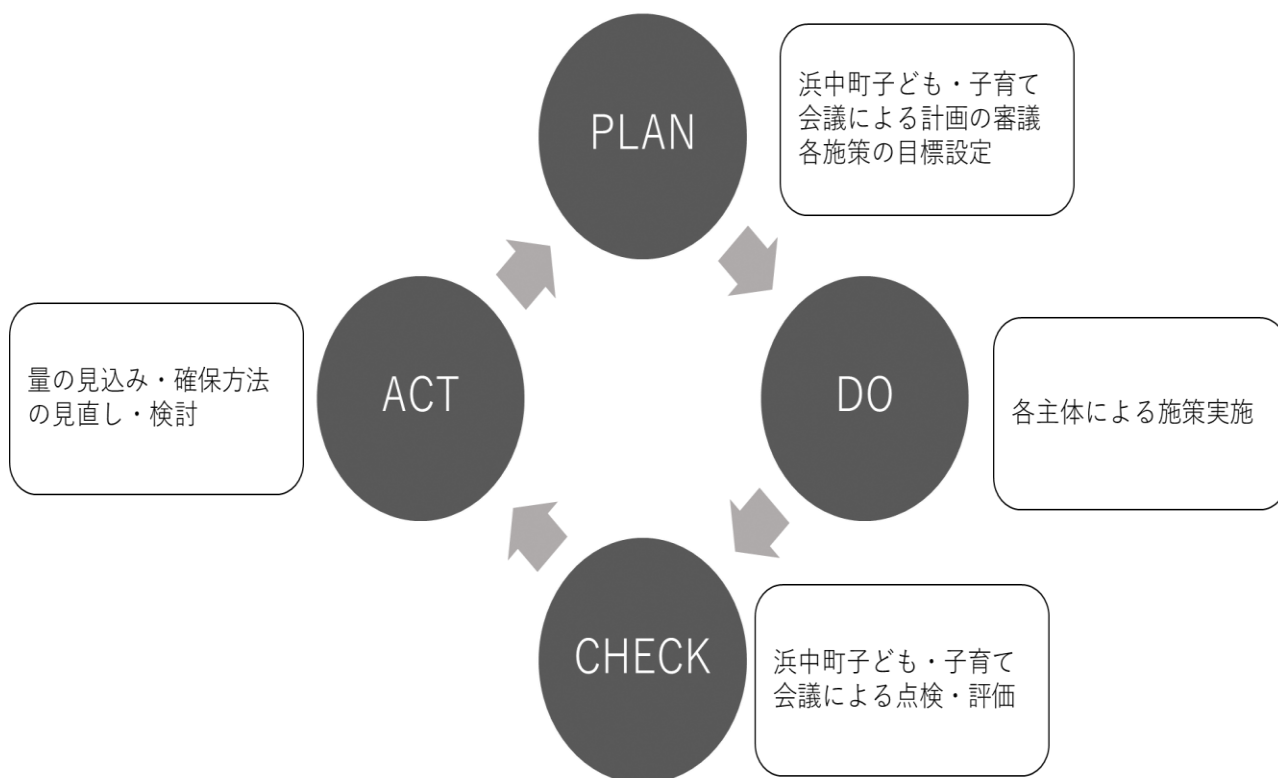 PLAN
浜中町子ども・子育て
会議による計画の審議
各施策の目標設定
ACT
量の見込み・確保方法
の見直し・検討
DO
各主体による施策実施
CHECK
浜中町子ども・子育て
会議による点検・評価